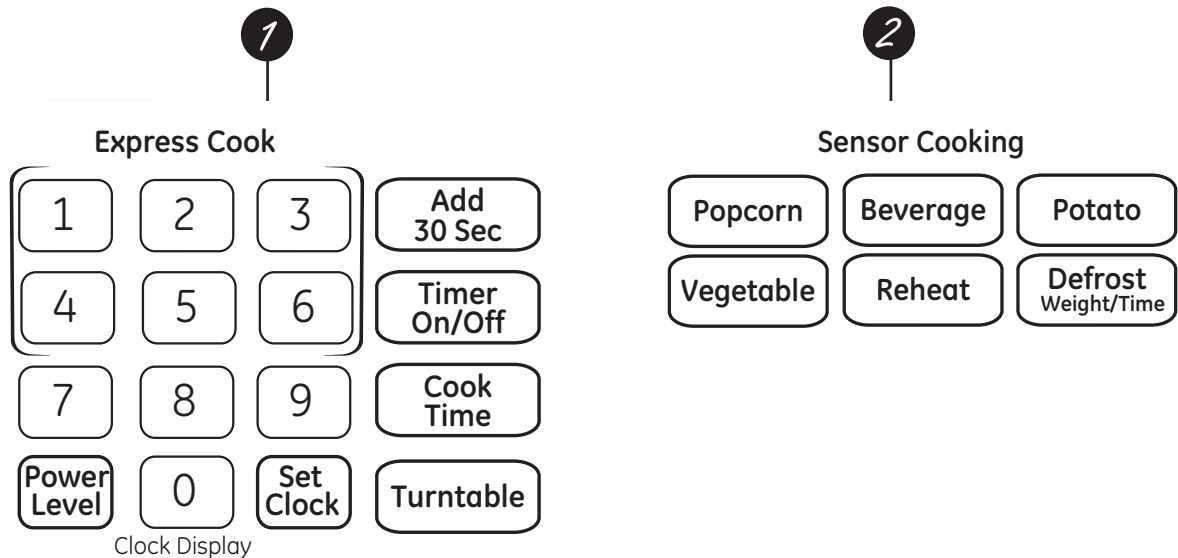 1
2
Express Cook
1 2 3 Add
30 Sec
4 5 6 Timer
On/Off
7 8 9 Cook
Time
Power
Level 0 Set
Clock Turntable
Clock Display
Sensor Cooking
Popcorn Beverage Potato
Vegetable Reheat Defrost
Weight/Time